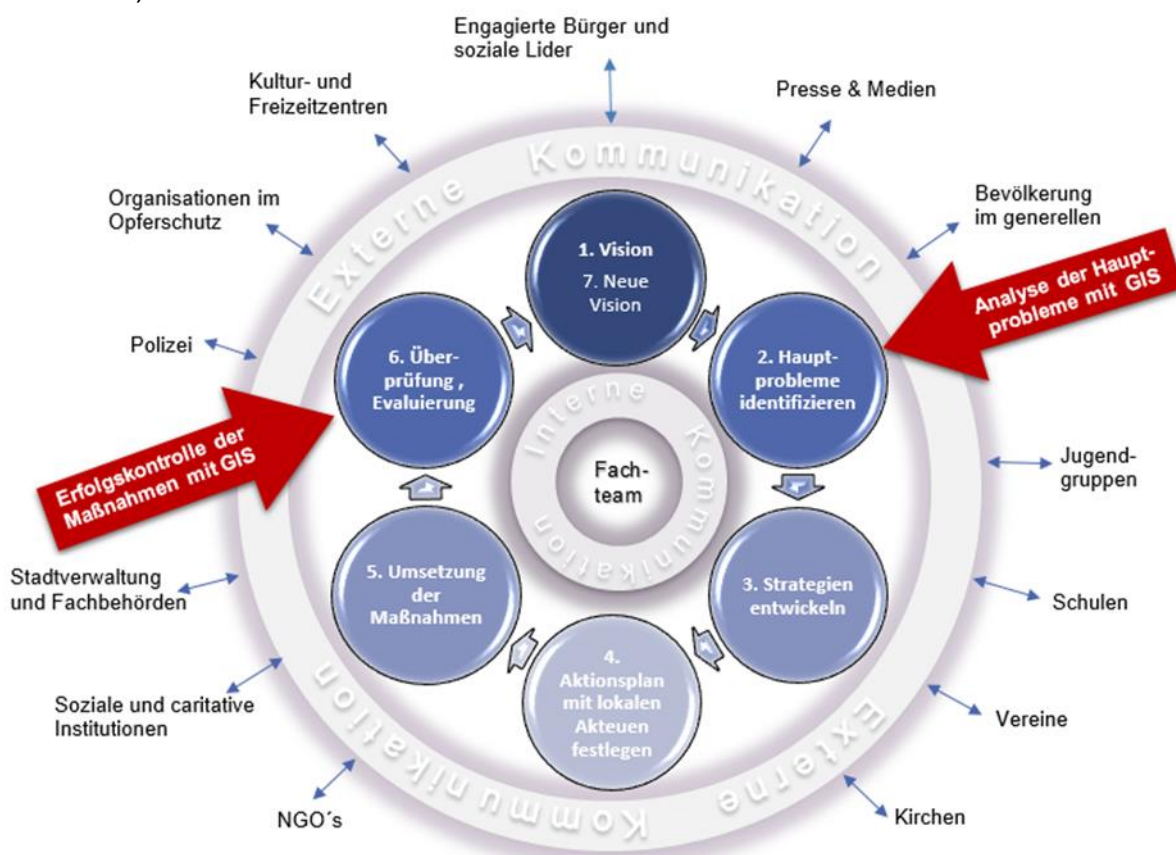 Engagierte Bürger und
soziale Lider
Kultur- und
Freizeitzentren
Presse & Medien
Organisationen im
Opferschutz
Bevölkerung
im generellen
Externe Kommunikation
1. Vision
7. Neue
Vision
Analyse der Haupt-
probleme mit GIS
Polizei
6. Über-
prüfung , 
Evaluierung
2. Haupt-
probleme
identifizieren
Interne Kommunikation
Fach-
team
Erfolgskontrolle der
Maßnahmen mit GIS
Jugend-
gruppen
Stadtverwaltung
und Fachbehörden
5. Umsetzung
der
Maßnahmen
3. Strategien
entwickeln
Schulen
4.
Aktionsplan
mit lokalen
Akteuen
festlegen
Soziale und caritative
Institutionen
Vereine
Externe Kommunikation
NGO´s
Kirchen